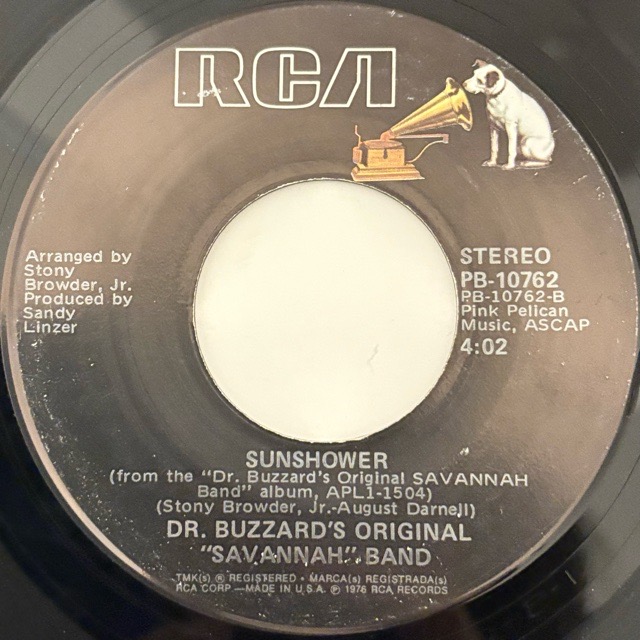 RCA
Arranged by
Stony
Browder, Jr.
Produced by
Sandy
Linzer
STEREO
PB-10762
PB-10762-B
Pink Pelican
Music, ASCAP
4:02
SUNSHOWER
(from the "Dr. Buzzard's Original SAVANNAH
Band" album, APL1-1504)
(Stony Browder, Jr.-August Darnell)
DR. BUZZARD'S ORIGINAL
"SAVANNAH" BAND
TMK(s) ® REGISTERED • MARCA(s) REGISTRADA(s)
RCA CORP—MADE IN U.S.A. ℗ 1976 RCA RECORDS